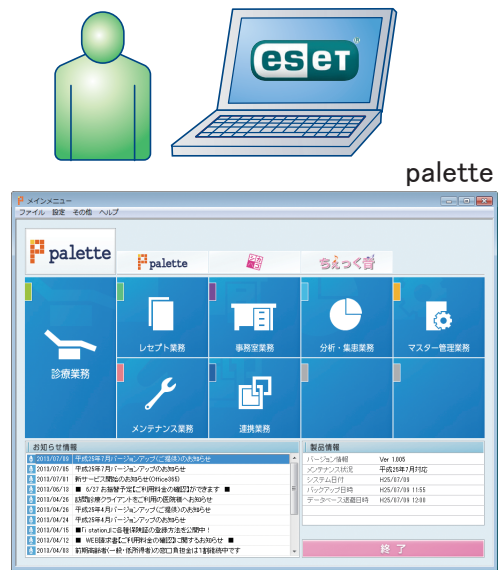 eseT
palette
メインメニュー
ファイル 設定 その他 ヘルプ
palette
palette
ちえっく君
診療業務
レセプト業務
事務室業務
分析・集患業務
マスター管理業務
メンテナンス業務
連携業務
お知らせ情報
2013/07/09 平成25年7月バージョンアップ(ご提供)のお知らせ
2013/07/05 平成25年7月バージョンアップのお知らせ
2013/07/01 新サービス開始のお知らせ(Office365)
2013/06/13 ■ 6/27 お振替予定【ご利用料金の確認】ができます ■
2013/04/26 訪問診療クライアントをご利用の医院様へお知らせ
2013/04/26 平成25年4月バージョンアップのお知らせ
2013/04/24 平成25年4月バージョンアップのお知らせ
2013/04/15 ■Ti stationJに各種保険証の登録方法を公開中!
2013/04/12 ■ WEB請求書【ご利用料金の確認】に関するお知らせ ■
2013/04/03 前期高齢者(一般・低所得者)の窓口負担金は1割継続中です
製品情報
バージョン情報 Ver 1.005
メンテナンス状況 平成25年7月対応
システム日付 H25/07/09
バックアップ日時 H25/07/09 11:55
データベース退避日時 H25/07/09 12:00
終了